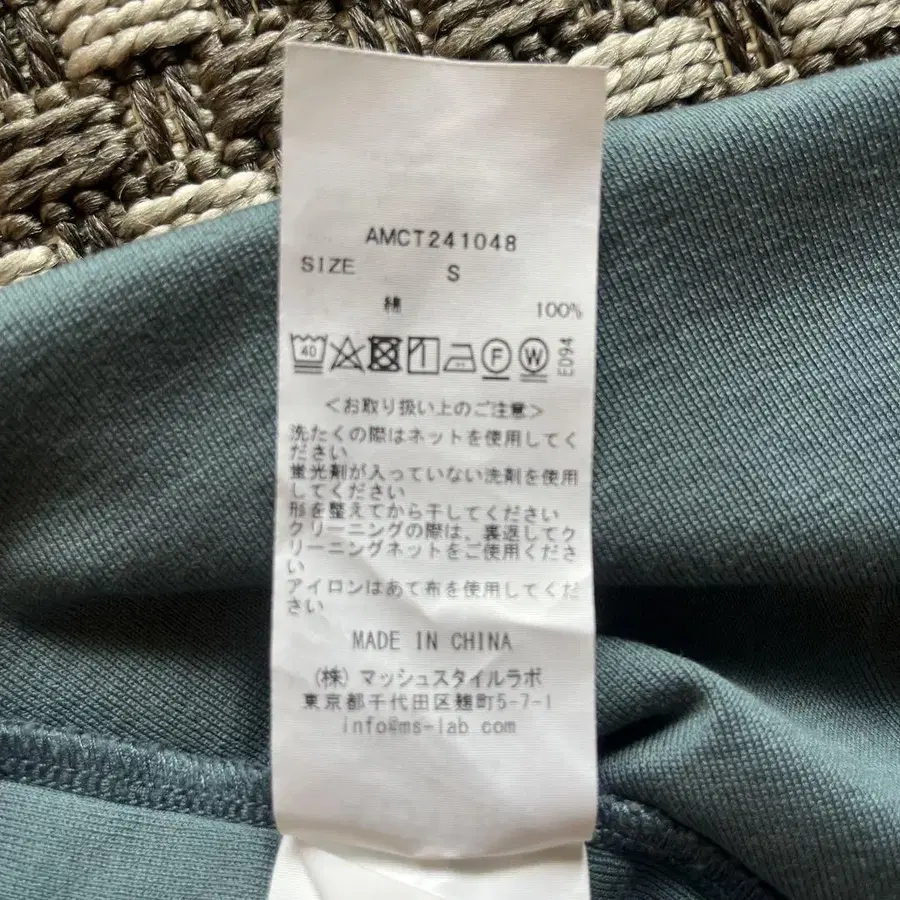 AMCT241048
SIZE S
綿 100%
40 F W E094
＜お取り扱い上のご注意＞
洗たくの際はネットを使用してく
ださい
蛍光剤が入っていない洗剤を使用
してください
形を整えてから干してください
クリーニングの際は、裏返してク
リーニングネットをご使用くださ
い
アイロンはあて布を使用してくだ
さい
MADE IN CHINA
(株) マッシュスタイルラボ
東京都千代田区麹町5-7-1
info@ms-lab.com